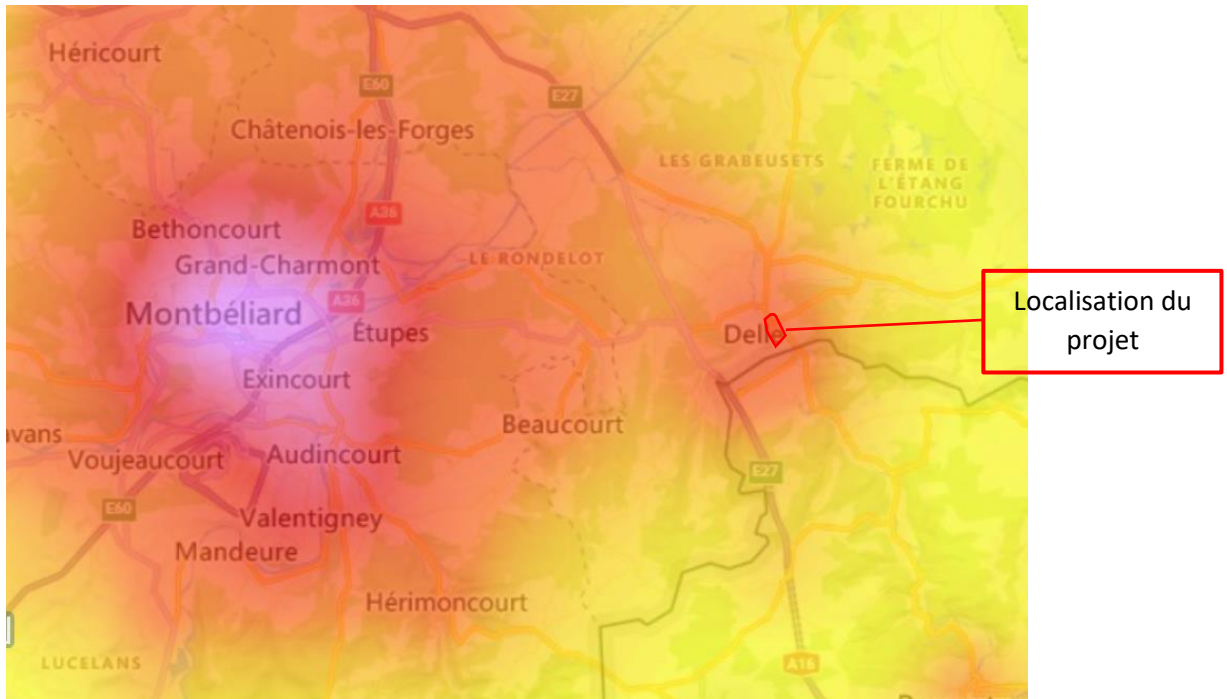 Héricourt
E60
E27
Châtenois-les-Forges
LES GRABEUSETS
FERME DE
L'ÉTANG
FOURCHU
A36
Bethoncourt
Grand-Charmont
LE RONDELOT
A36
Montbéliard
Étupes
Delle
Localisation du
projet
Exincourt
Beaucourt
avans
Voujeaucourt
Audincourt
E27
E60
Valentigney
Mandeure
Hérimoncourt
LUCELANS
A16